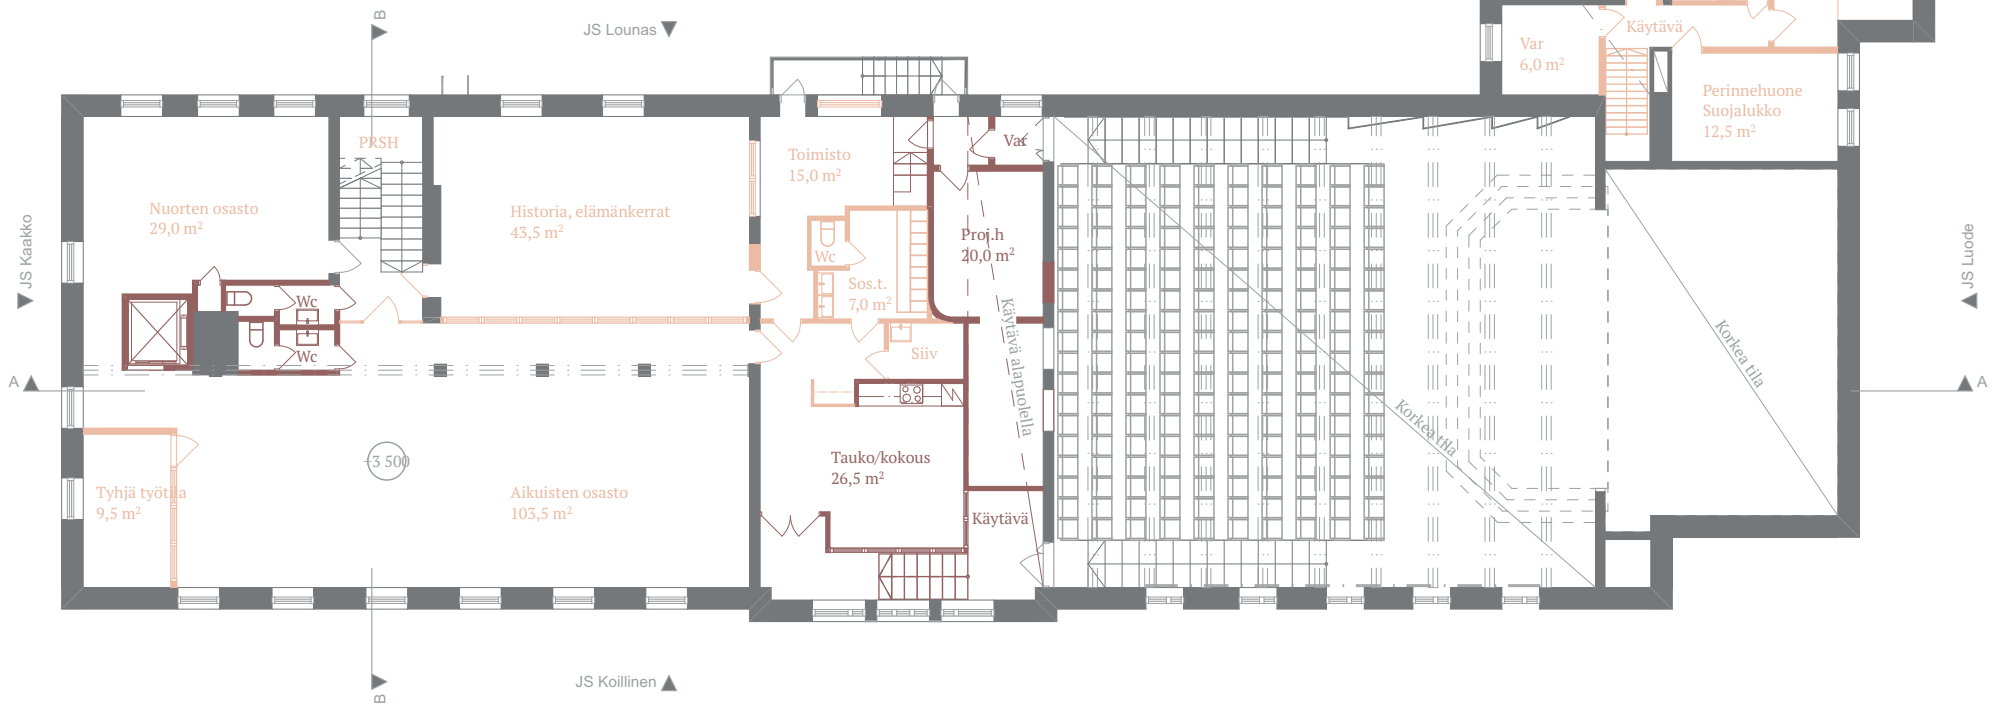 B
JS Lounas
Käytävä
Var
6,0 m²
Perinnehuone
Suojalukko
12,5 m²
PRSH
Toimisto
15,0 m²
Var
Nuorten osasto
29,0 m²
Historia, elämänkerrat
43,5 m²
JS Kaakko
Wc
Proj.h
20,0 m²
JS Luode
Sos.t.
7,0 m²
Wc
Wc
Siiv
Käytävä alapuolella
Korkea tila
A
A
Korkea tila
+3 500
Tauko/kokous
26,5 m²
Tyhjä työtila
9,5 m²
Aikuisten osasto
103,5 m²
Käytävä
JS Koillinen
B